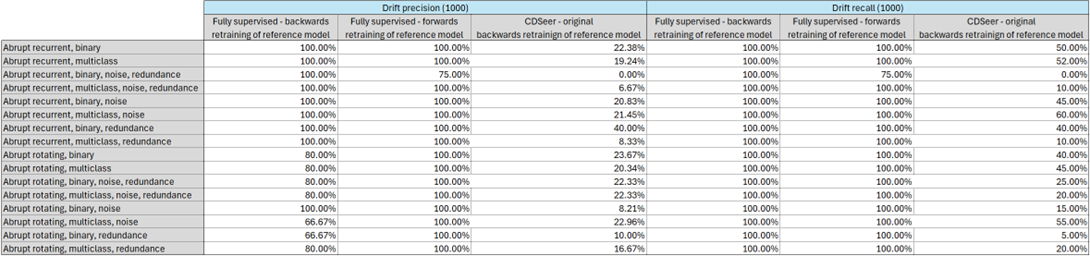 Drift precision (1000) Drift recall (1000)
Fully supervised - backwards Fully supervised - forwards CDSeer - original Fully supervised - backwards Fully supervised - forwards CDSeer - original
retraining of reference model retraining of reference model backwards retrainign of reference model retraining of reference model retraining of reference model backwards retrainign of reference model
Abrupt recurrent, binary 100.00% 100.00% 22.38% 100.00% 100.00% 50.00%
Abrupt recurrent, multiclass 100.00% 100.00% 19.24% 100.00% 100.00% 52.00%
Abrupt recurrent, binary, noise, redundance 100.00% 75.00% 0.00% 100.00% 75.00% 0.00%
Abrupt recurrent, multiclass, noise, redundance 100.00% 100.00% 6.67% 100.00% 100.00% 10.00%
Abrupt recurrent, binary, noise 100.00% 100.00% 20.83% 100.00% 100.00% 45.00%
Abrupt recurrent, multiclass, noise 100.00% 100.00% 21.45% 100.00% 100.00% 60.00%
Abrupt recurrent, binary, redundance 100.00% 100.00% 40.00% 100.00% 100.00% 40.00%
Abrupt recurrent, multiclass, redundance 100.00% 100.00% 8.33% 100.00% 100.00% 10.00%
Abrupt rotating, binary 80.00% 100.00% 23.67% 100.00% 100.00% 40.00%
Abrupt rotating, multiclass 80.00% 100.00% 20.34% 100.00% 100.00% 45.00%
Abrupt rotating, binary, noise, redundance 80.00% 100.00% 22.33% 100.00% 100.00% 25.00%
Abrupt rotating, multiclass, noise, redundance 80.00% 100.00% 22.33% 100.00% 100.00% 20.00%
Abrupt rotating, binary, noise 100.00% 100.00% 8.21% 100.00% 100.00% 15.00%
Abrupt rotating, multiclass, noise 66.67% 100.00% 22.96% 100.00% 100.00% 55.00%
Abrupt rotating, binary, redundance 66.67% 100.00% 10.00% 100.00% 100.00% 5.00%
Abrupt rotating, multiclass, redundance 80.00% 100.00% 16.67% 100.00% 100.00% 20.00%